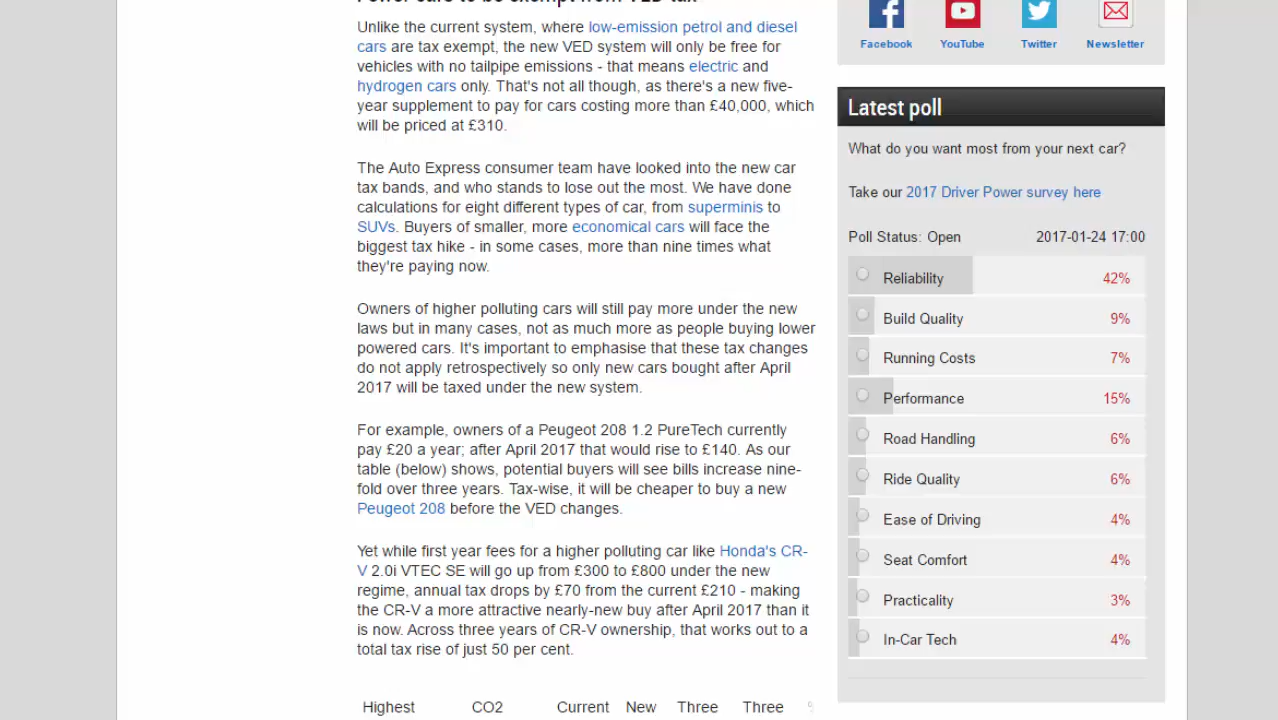 Power cars to be exempt from VED tax
Unlike the current system, where low-emission petrol and diesel
cars are tax exempt, the new VED system will only be free for
vehicles with no tailpipe emissions - that means electric and
hydrogen cars only. That's not all though, as there's a new five-
year supplement to pay for cars costing more than £40,000, which
will be priced at £310.
The Auto Express consumer team have looked into the new car
tax bands, and who stands to lose out the most. We have done
calculations for eight different types of car, from superminis to
SUVs. Buyers of smaller, more economical cars will face the
biggest tax hike - in some cases, more than nine times what
they're paying now.
Owners of higher polluting cars will still pay more under the new
laws but in many cases, not as much more as people buying lower
powered cars. It's important to emphasise that these tax changes
do not apply retrospectively so only new cars bought after April
2017 will be taxed under the new system.
For example, owners of a Peugeot 208 1.2 PureTech currently
pay £20 a year; after April 2017 that would rise to £140. As our
table (below) shows, potential buyers will see bills increase nine-
fold over three years. Tax-wise, it will be cheaper to buy a new
Peugeot 208 before the VED changes.
Yet while first year fees for a higher polluting car like Honda's CR-
V 2.0i VTEC SE will go up from £300 to £800 under the new
regime, annual tax drops by £70 from the current £210 - making
the CR-V a more attractive nearly-new buy after April 2017 than it
is now. Across three years of CR-V ownership, that works out to a
total tax rise of just 50 per cent.
Highest CO2 Current New Three Three
Facebook YouTube Twitter Newsletter
Latest poll
What do you want most from your next car?
Take our 2017 Driver Power survey here
Poll Status: Open 2017-01-24 17:00
Reliability 42%
Build Quality 9%
Running Costs 7%
Performance 15%
Road Handling 6%
Ride Quality 6%
Ease of Driving 4%
Seat Comfort 4%
Practicality 3%
In-Car Tech 4%